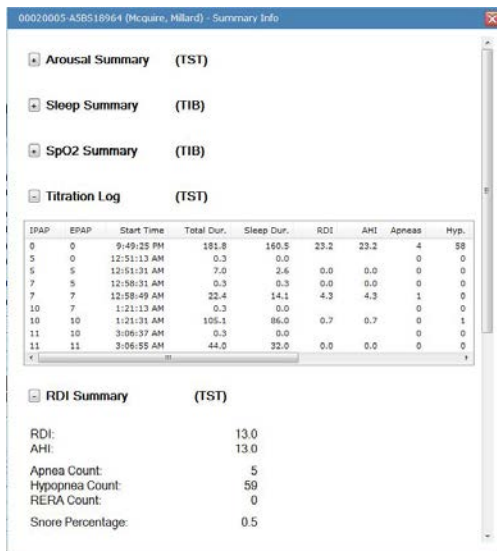 00020005-A5BS18964 (Mcquire, Millard) - Summary Info
Arousal Summary (TST)
Sleep Summary (TIB)
SpO2 Summary (TIB)
Titration Log (TST)
IPAP EPAP Start Time Total Dur. Sleep Dur. RDI AHI Apneas Hyp.
0 0 9:49:25 PM 181.8 160.5 23.2 23.2 4 58
5 0 12:51:13 AM 0.3 0.0 0 0
5 5 12:51:31 AM 7.0 2.6 0.0 0.0 0 0
7 5 12:58:31 AM 0.3 0.3 0.0 0.0 0 0
7 7 12:58:49 AM 22.4 14.1 4.3 4.3 1 0
10 7 1:21:13 AM 0.3 0.0 0 0
10 10 1:21:31 AM 105.1 86.0 0.7 0.7 0 1
11 10 3:06:37 AM 0.3 0.0 0 0
11 11 3:06:55 AM 44.0 32.0 0.0 0.0 0 0
RDI Summary (TST)
RDI: 13.0
AHI: 13.0
Apnea Count: 5
Hypopnea Count: 59
RERA Count: 0
Snore Percentage: 0.5